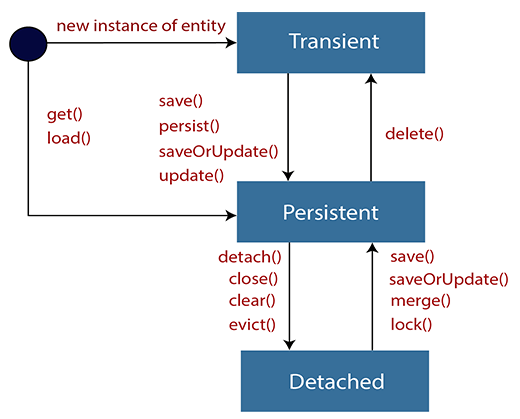 new instance of entity
Transient
get()
load()
save()
persist()
saveOrUpdate()
update()
delete()
Persistent
detach()
close()
clear()
evict()
save()
saveOrUpdate()
merge()
lock()
Detached